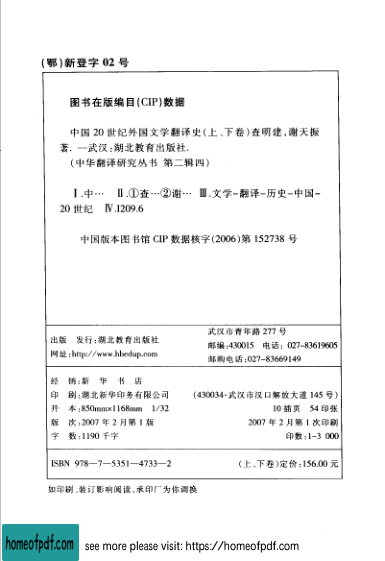 (鄂)新登字 02 号
图书在版编目(CIP)数据
中国 20 世纪外国文学翻译史(上、下卷)查明建,谢天振
著. —武汉:湖北教育出版社.
(中华翻译研究丛书 第二辑四)
Ⅰ.中… Ⅱ.①查…②谢… Ⅲ.文学-翻译-历史-中国-
20 世纪 Ⅳ.I209.6
中国版本图书馆 CIP 数据核字(2006)第 152738 号
出版 发行:湖北教育出版社
网址:http://www.hbedup.com
武汉市青年路 277 号
邮编:430015 电话: 027-83619605
邮购电话:027-83669149
经 销:新 华 书 店
印 刷:湖北新华印务有限公司 (430034·武汉市汉口解放大道 145 号)
开 本:850mm×1168mm 1/32 10 插页 54 印张
版 次:2007 年 2 月第 1 版 2007 年 2 月第 1 次印刷
字 数:1190 千字 印数:1-3 000
ISBN 978—7—5351—4733—2 (上、下卷)定价:156.00 元
如印刷、装订影响阅读,承印厂为你调换
homeofpdf.com see more please visit: https://homeofpdf.com